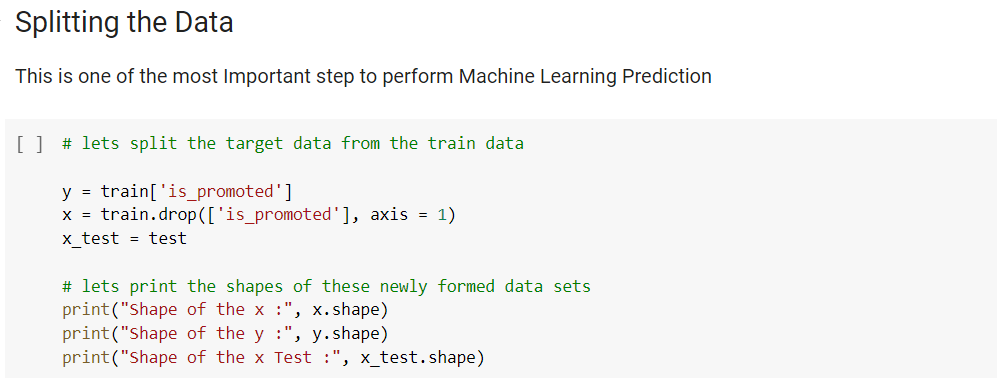 Splitting the Data
This is one of the most Important step to perform Machine Learning Prediction
[ ] # lets split the target data from the train data
y = train['is_promoted']
x = train.drop(['is_promoted'], axis = 1)
x_test = test
# lets print the shapes of these newly formed data sets
print("Shape of the x :", x.shape)
print("Shape of the y :", y.shape)
print("Shape of the x Test :", x_test.shape)